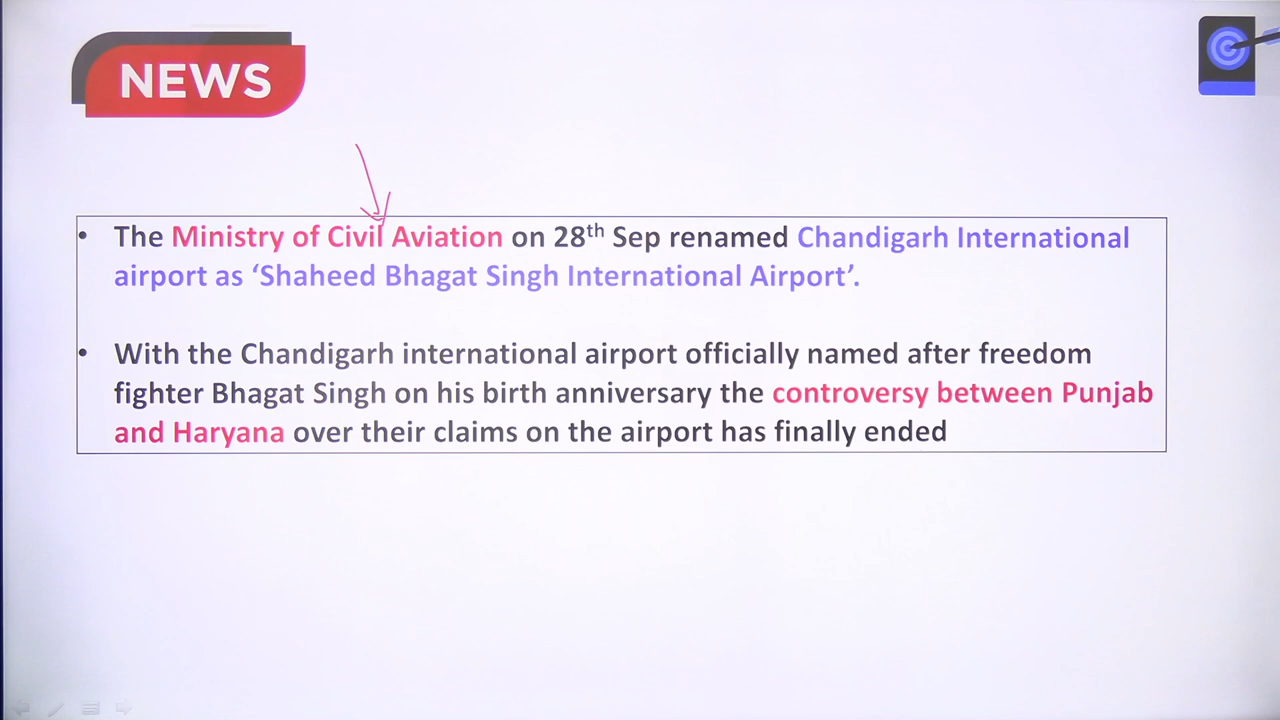 NEWS
• The Ministry of Civil Aviation on 28th Sep renamed Chandigarh International
airport as ‘Shaheed Bhagat Singh International Airport’.
• With the Chandigarh international airport officially named after freedom
fighter Bhagat Singh on his birth anniversary the controversy between Punjab
and Haryana over their claims on the airport has finally ended